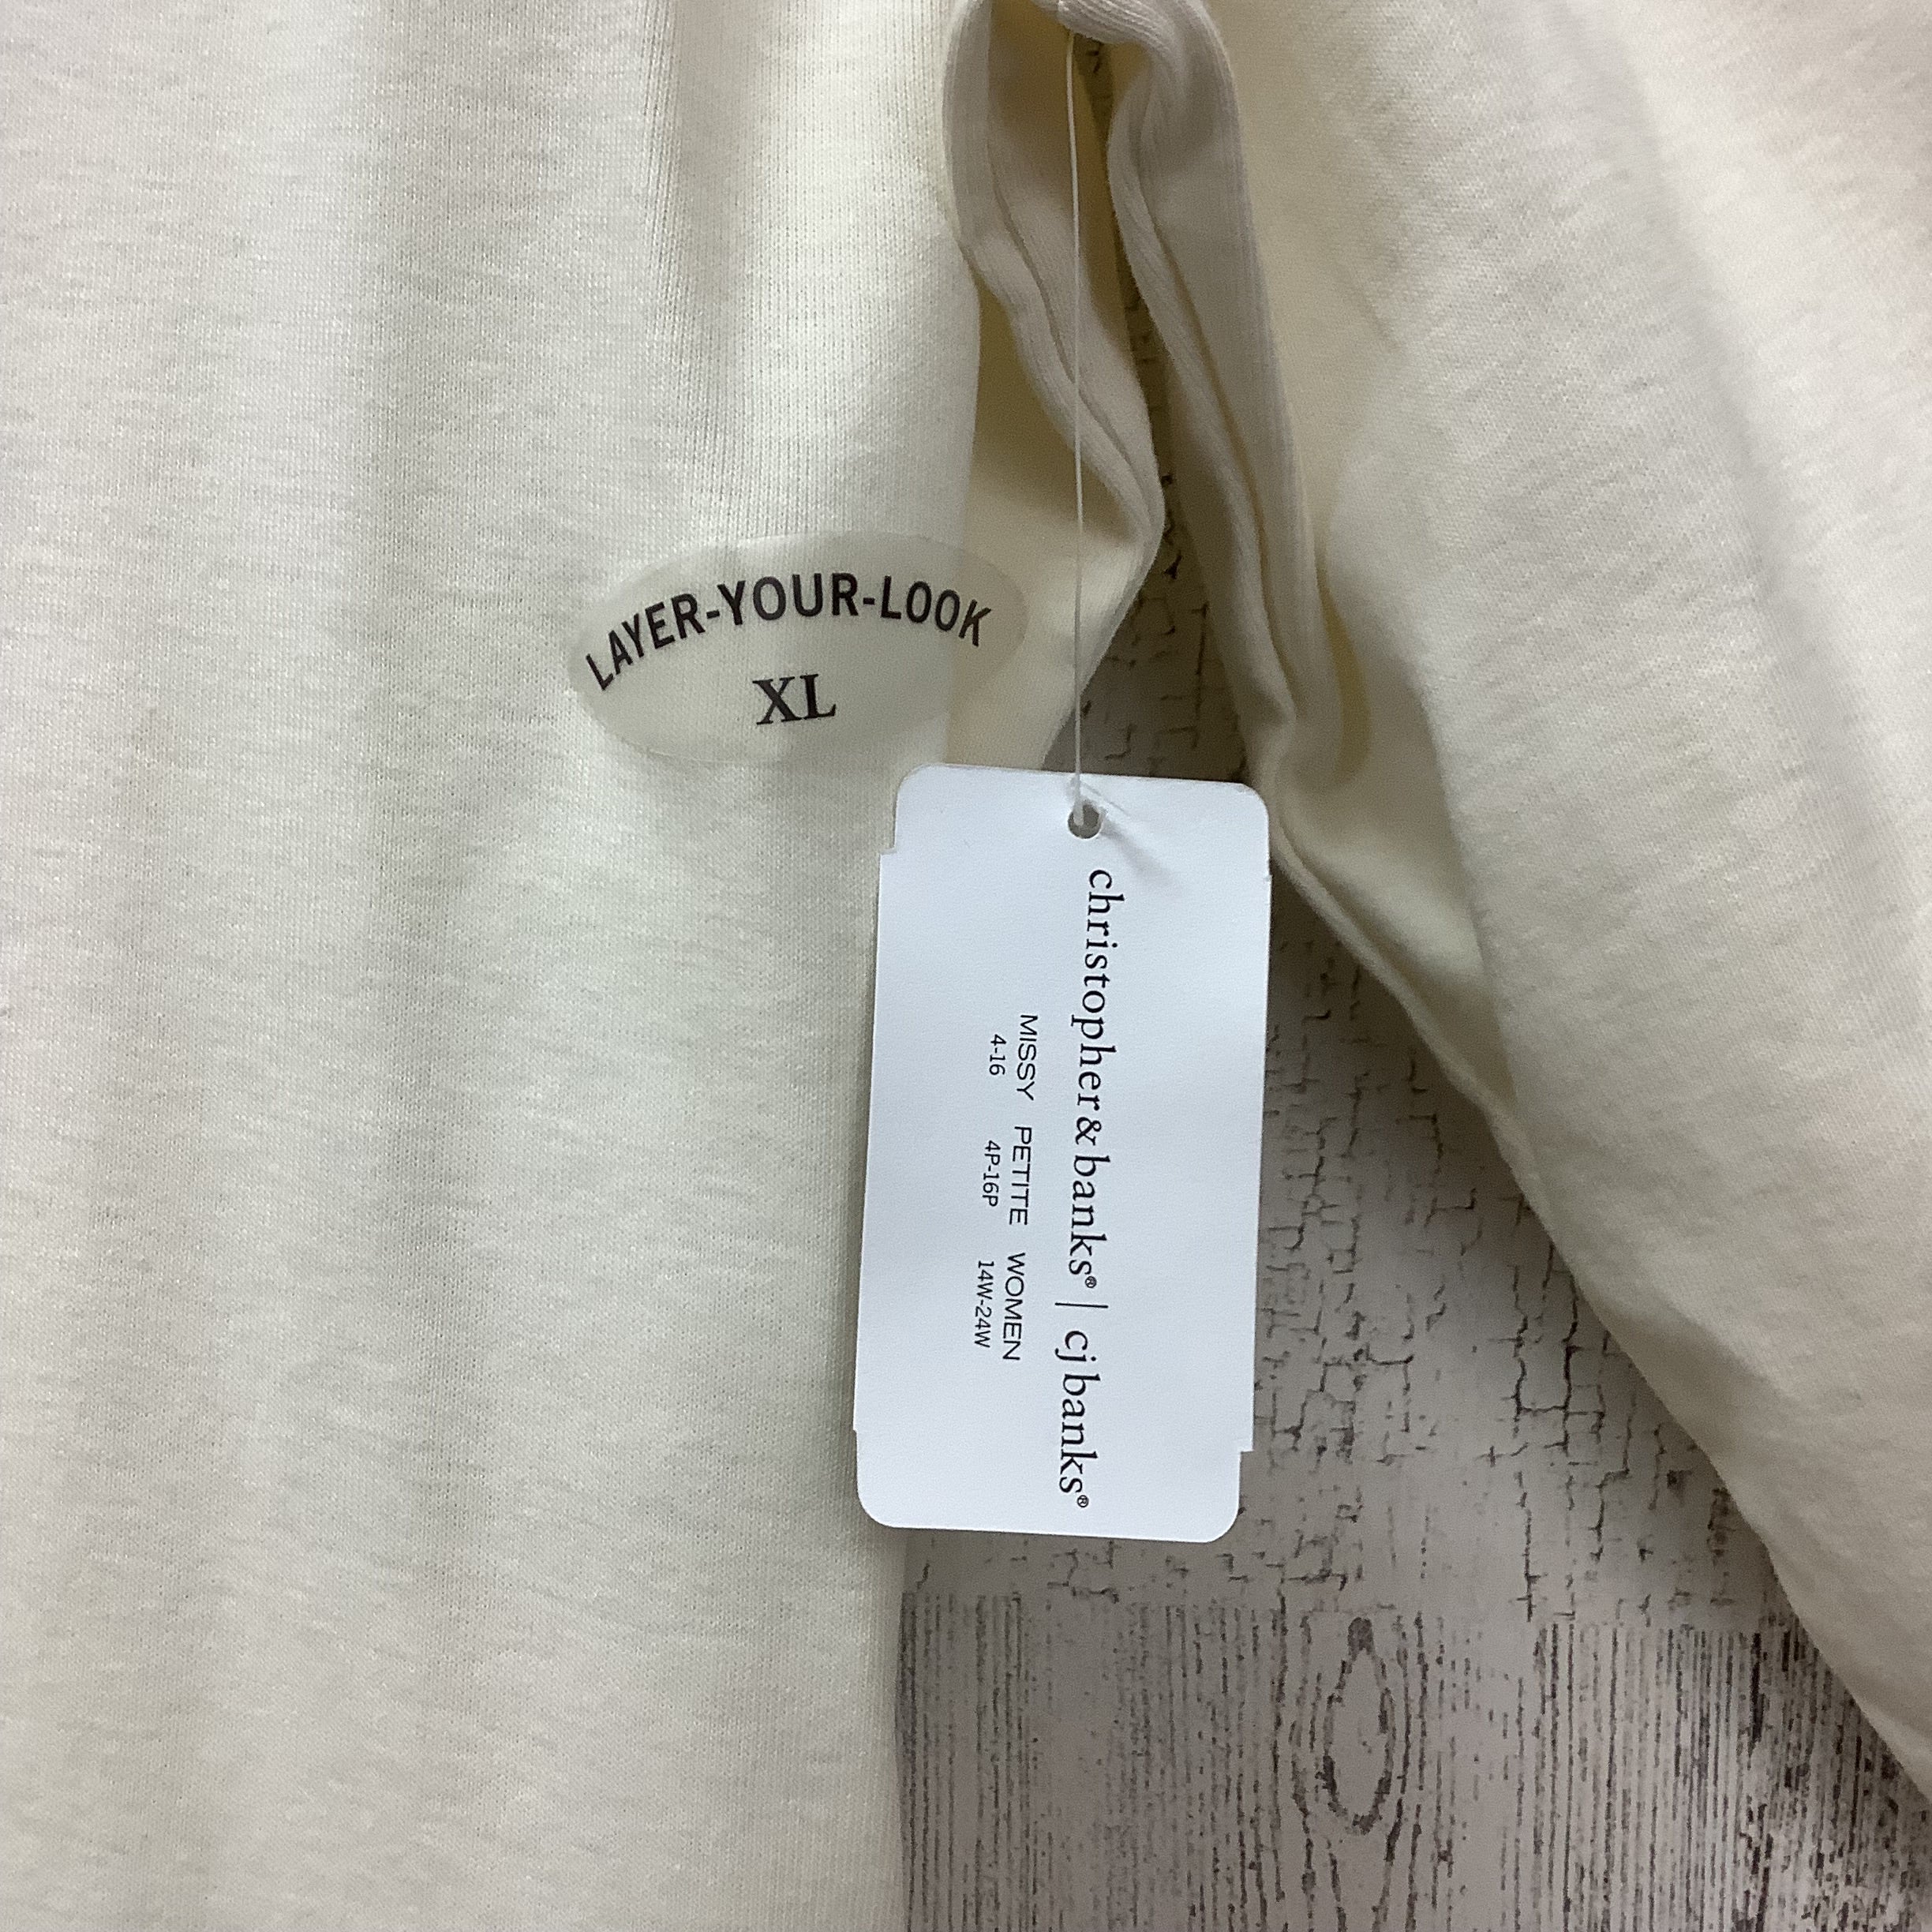 LAYER-YOUR-LOOK
XL
christopher&banks® | cj banks®
MISSY PETITE WOMEN
4-16 4P-16P 14W-24W